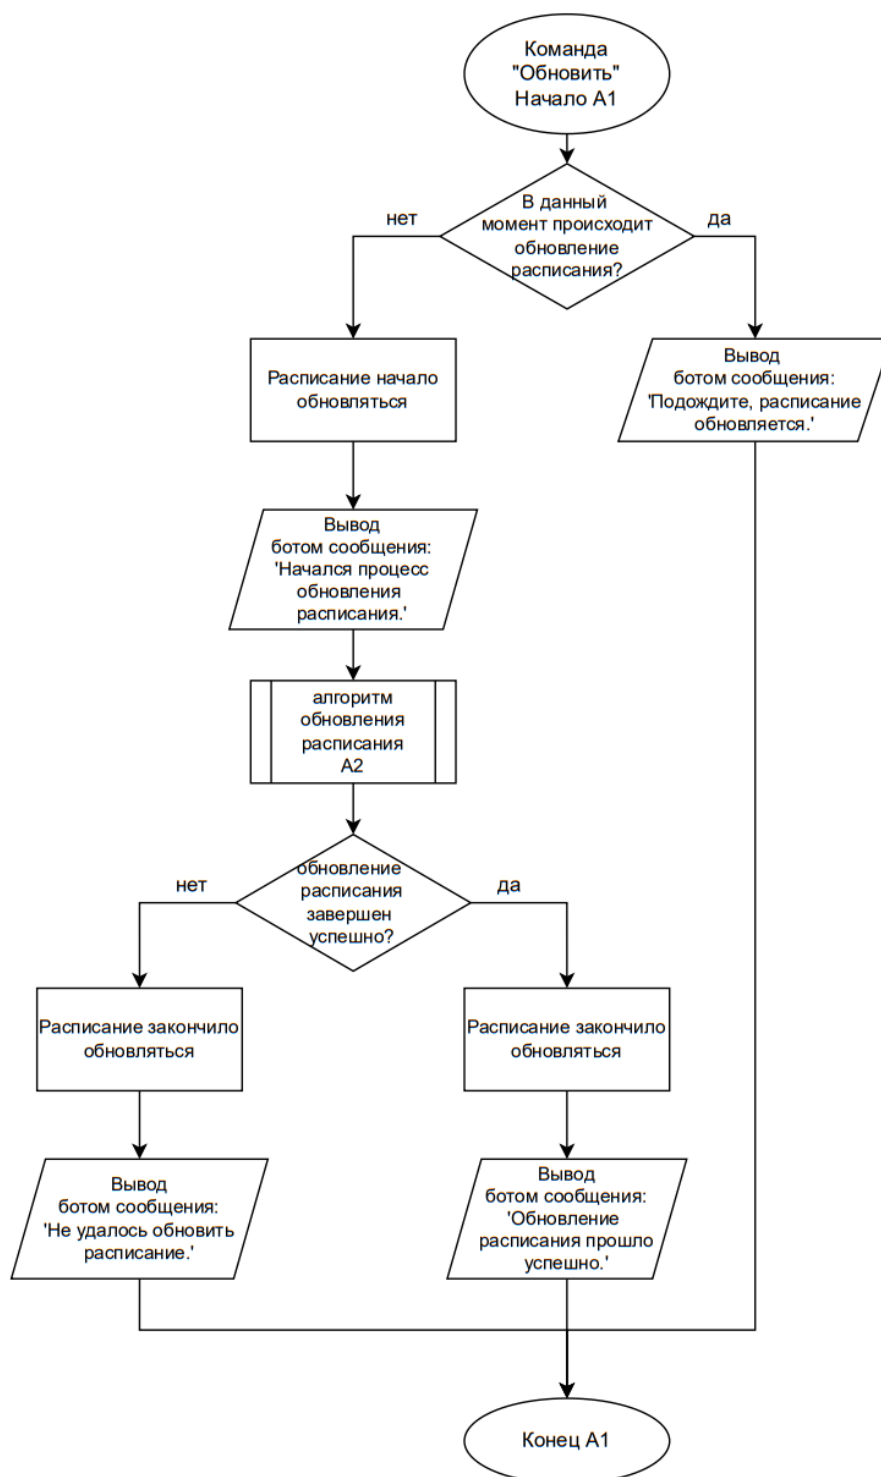 Команда
"Обновить"
Начало А1
В данный
момент происходит
обновление
расписания?
нет
да
Расписание начало
обновляться
Вывод
ботом сообщения:
'Подождите, расписание
обновляется.'
Вывод
ботом сообщения:
'Начался процесс
обновления
расписания.'
алгоритм
обновления
расписания
А2
обновление
расписания
завершен
успешно?
нет
да
Расписание закончило
обновляться
Расписание закончило
обновляться
Вывод
ботом сообщения:
'Не удалось обновить
расписание.'
Вывод
ботом сообщения:
'Обновление
расписания прошло
успешно.'
Конец А1